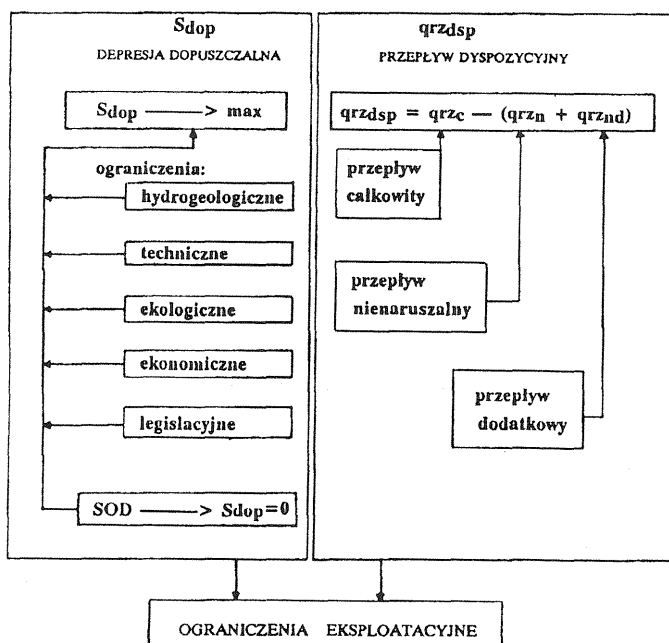 Sdop
DEPRESJA DOPUSZCZALNA
Sdop ——> max
ograniczenia:
hydrogeologiczne
techniczne
ekologiczne
ekonomiczne
legislacyjne
SOD ——> Sdop=0
qrzdsp
PRZEPŁYW DYSPOZYCYJNY
qrzdsp = qrzc — (qrzn + qrznd)
przepływ
całkowity
przepływ
nienaruszalny
przepływ
dodatkowy
OGRANICZENIA EKSPLOATACYJNE